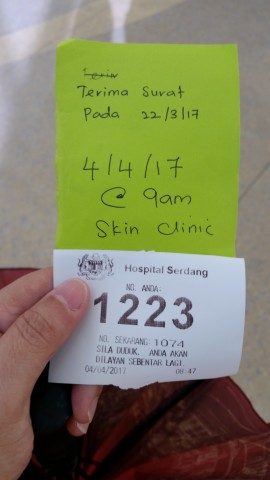 Terima Surat
Pada 22/3/17
4/4/17
@ 9am
Skin Clinic
Hospital Serdang
NO. ANDA:
1223
NO. SEKARANG: 1074
SILA DUDUK. ANDA AKAN
DILAYAN SEBENTAR LAGI.
04/04/2017 08:47